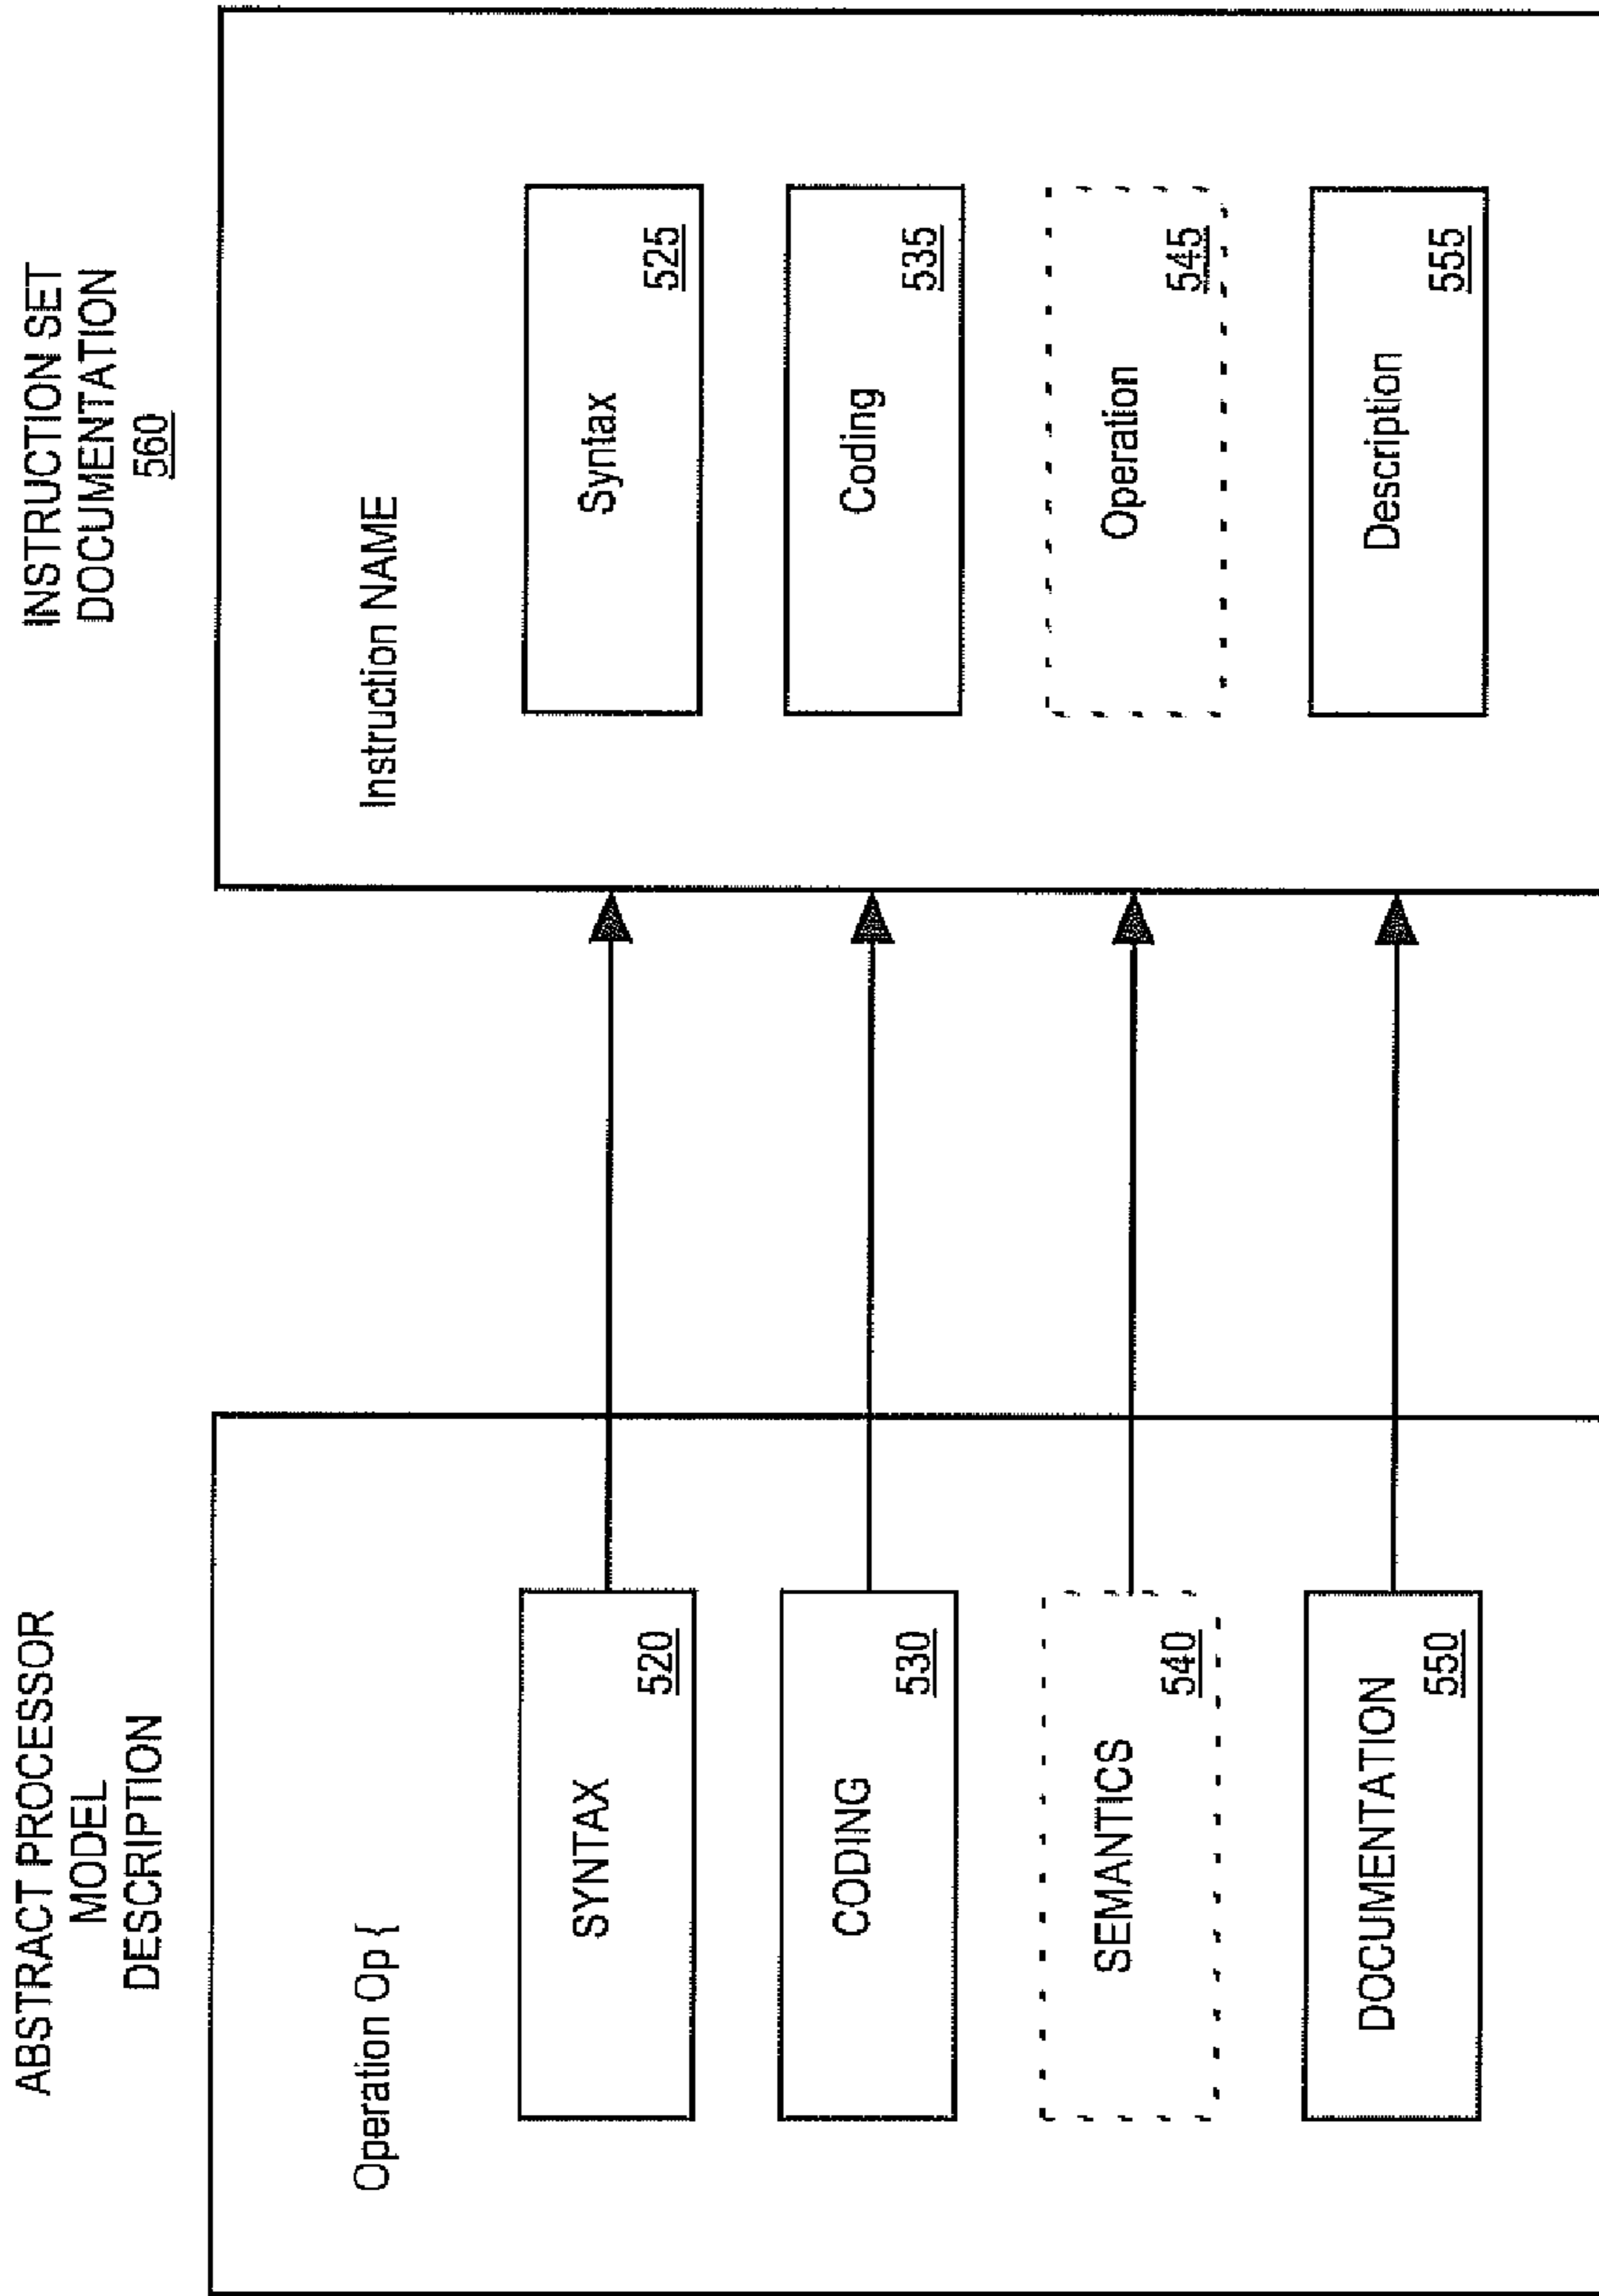 ABSTRACT PROCESSOR
MODEL
DESCRIPTION
Operation Op {
SYNTAX
520
CODING
530
SEMANTICS
540
DOCUMENTATION
550
INSTRUCTION SET
DOCUMENTATION
560
Instruction NAME
Syntax
525
Coding
535
Operation
545
Description
555